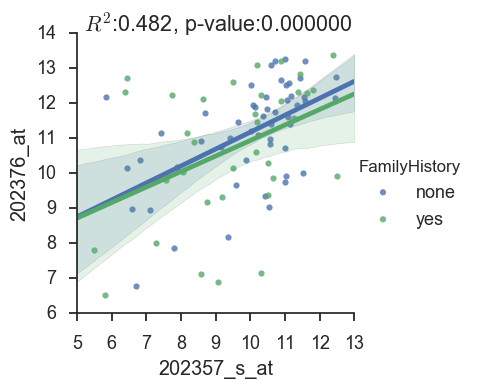 R²:0.482, p-value:0.000000
14
13
12
11
10
9
8
7
6
202376_at
5 6 7 8 9 10 11 12 13
202357_s_at
FamilyHistory
none
yes